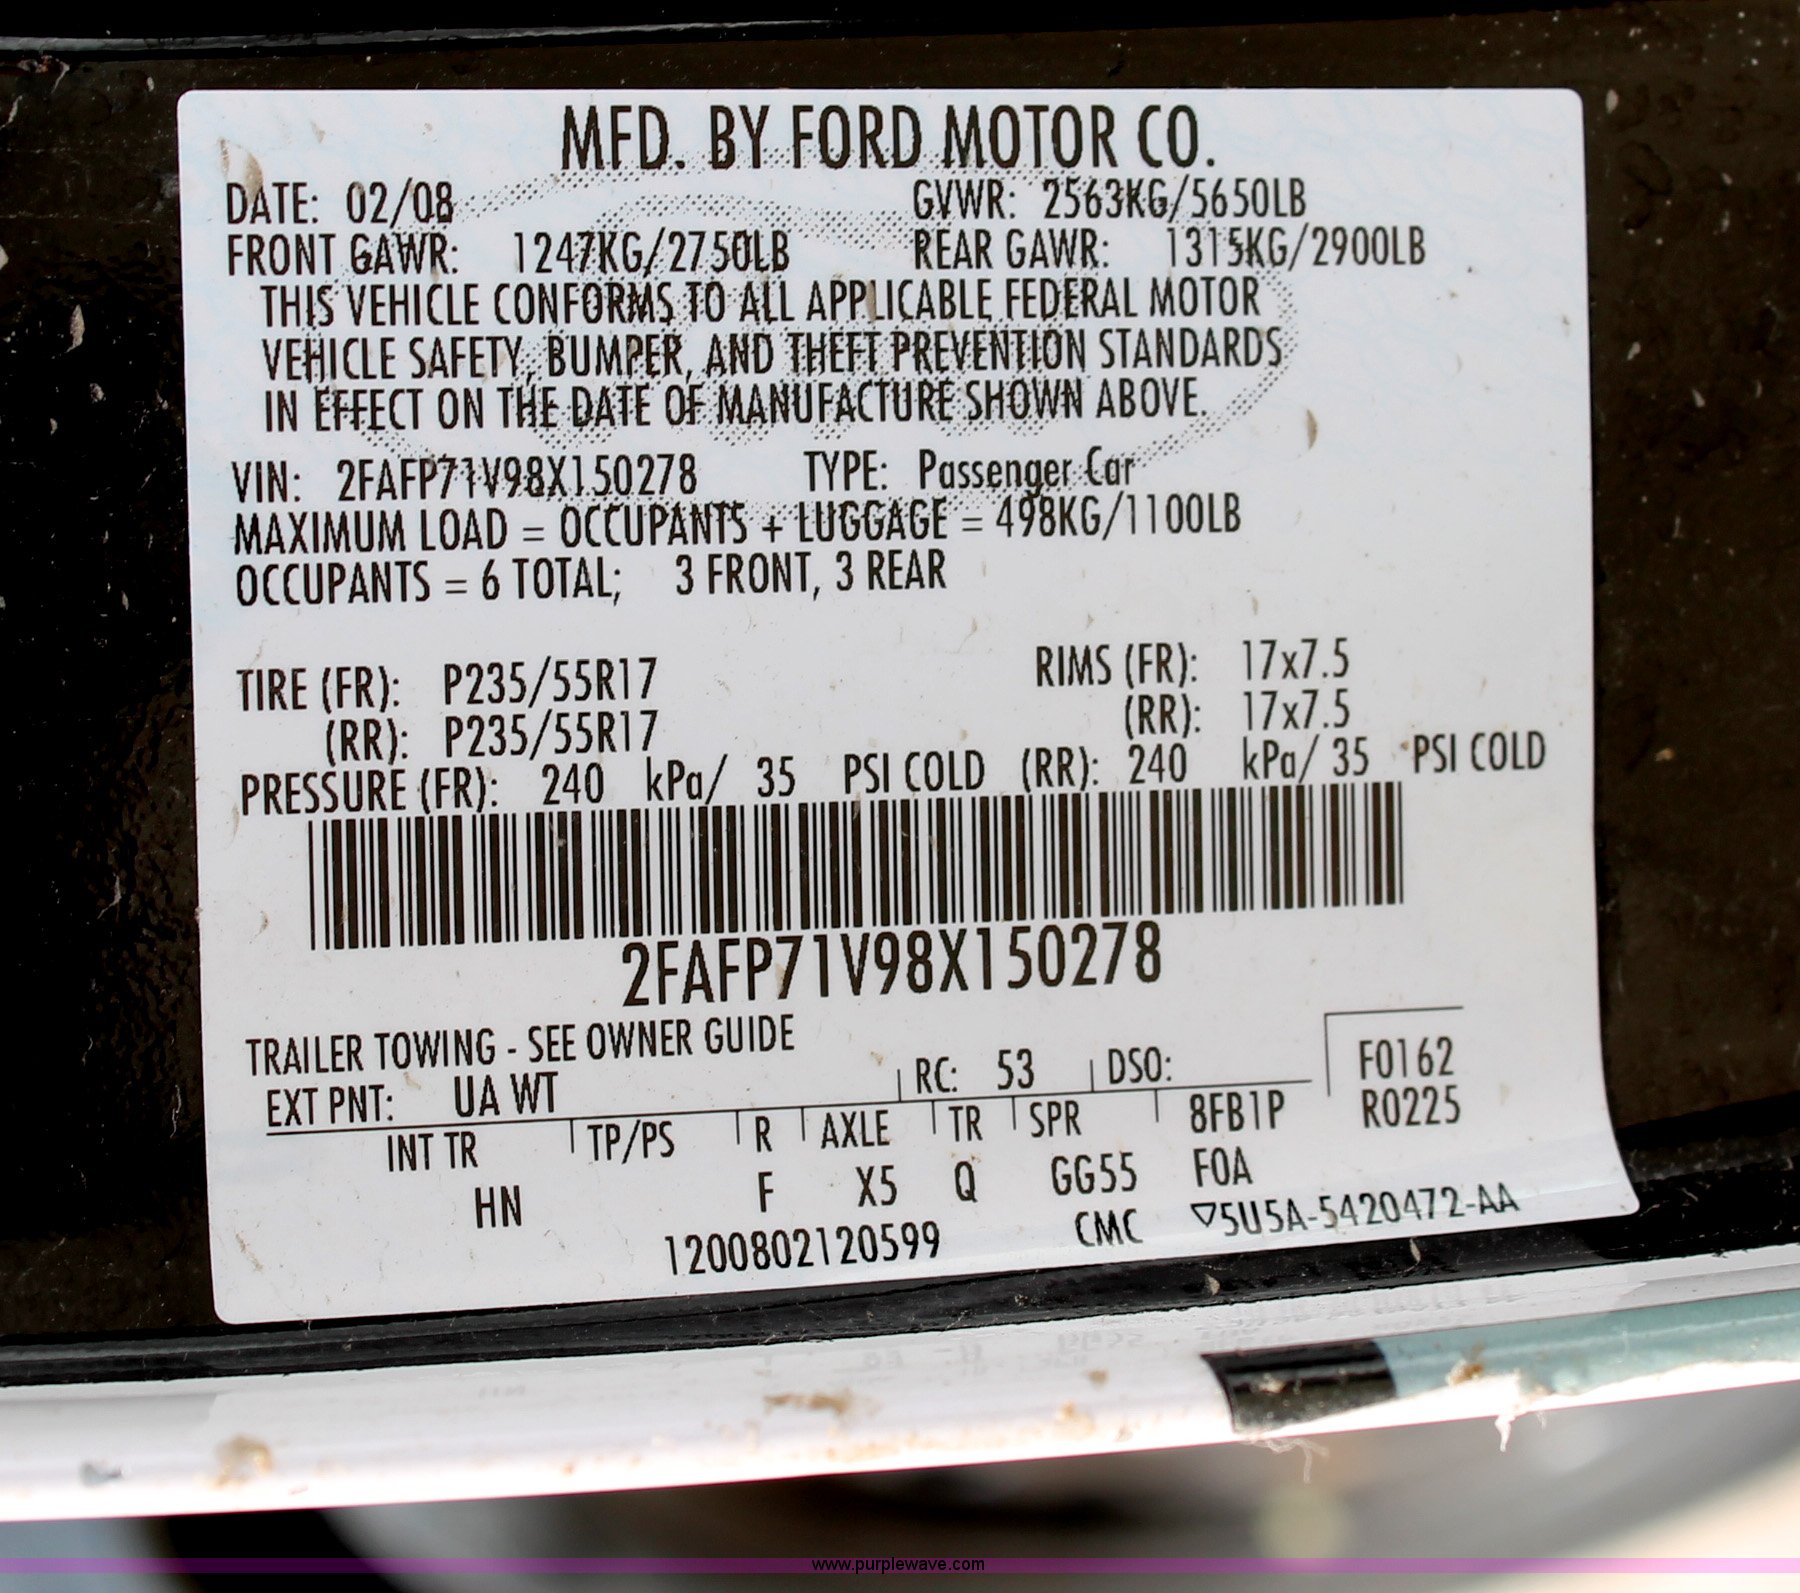 MFD. BY FORD MOTOR CO.
DATE: 02/08 GVWR: 2563KG/5650LB
FRONT GAWR: 1247KG/2750LB REAR GAWR: 1315KG/2900LB
THIS VEHICLE CONFORMS TO ALL APPLICABLE FEDERAL MOTOR
VEHICLE SAFETY, BUMPER, AND THEFT PREVENTION STANDARDS
IN EFFECT ON THE DATE OF MANUFACTURE SHOWN ABOVE.
VIN: 2FAFP71V98X150278 TYPE: Passenger Car
MAXIMUM LOAD = OCCUPANTS + LUGGAGE = 498KG/1100LB
OCCUPANTS = 6 TOTAL; 3 FRONT, 3 REAR
TIRE (FR): P235/55R17 RIMS (FR): 17x7.5
(RR): P235/55R17 (RR): 17x7.5
PRESSURE (FR): 240 kPa/ 35 PSI COLD (RR): 240 kPa/ 35 PSI COLD
2FAFP71V98X150278
TRAILER TOWING - SEE OWNER GUIDE
EXT PNT: UA WT RC: 53 DSO: F0162
INT TR TP/PS R AXLE TR SPR 8FB1P R0225
HN F X5 Q GG55 FOA
1200802120599 CMC ▽5U5A-5420472-AA
www.purplewave.com